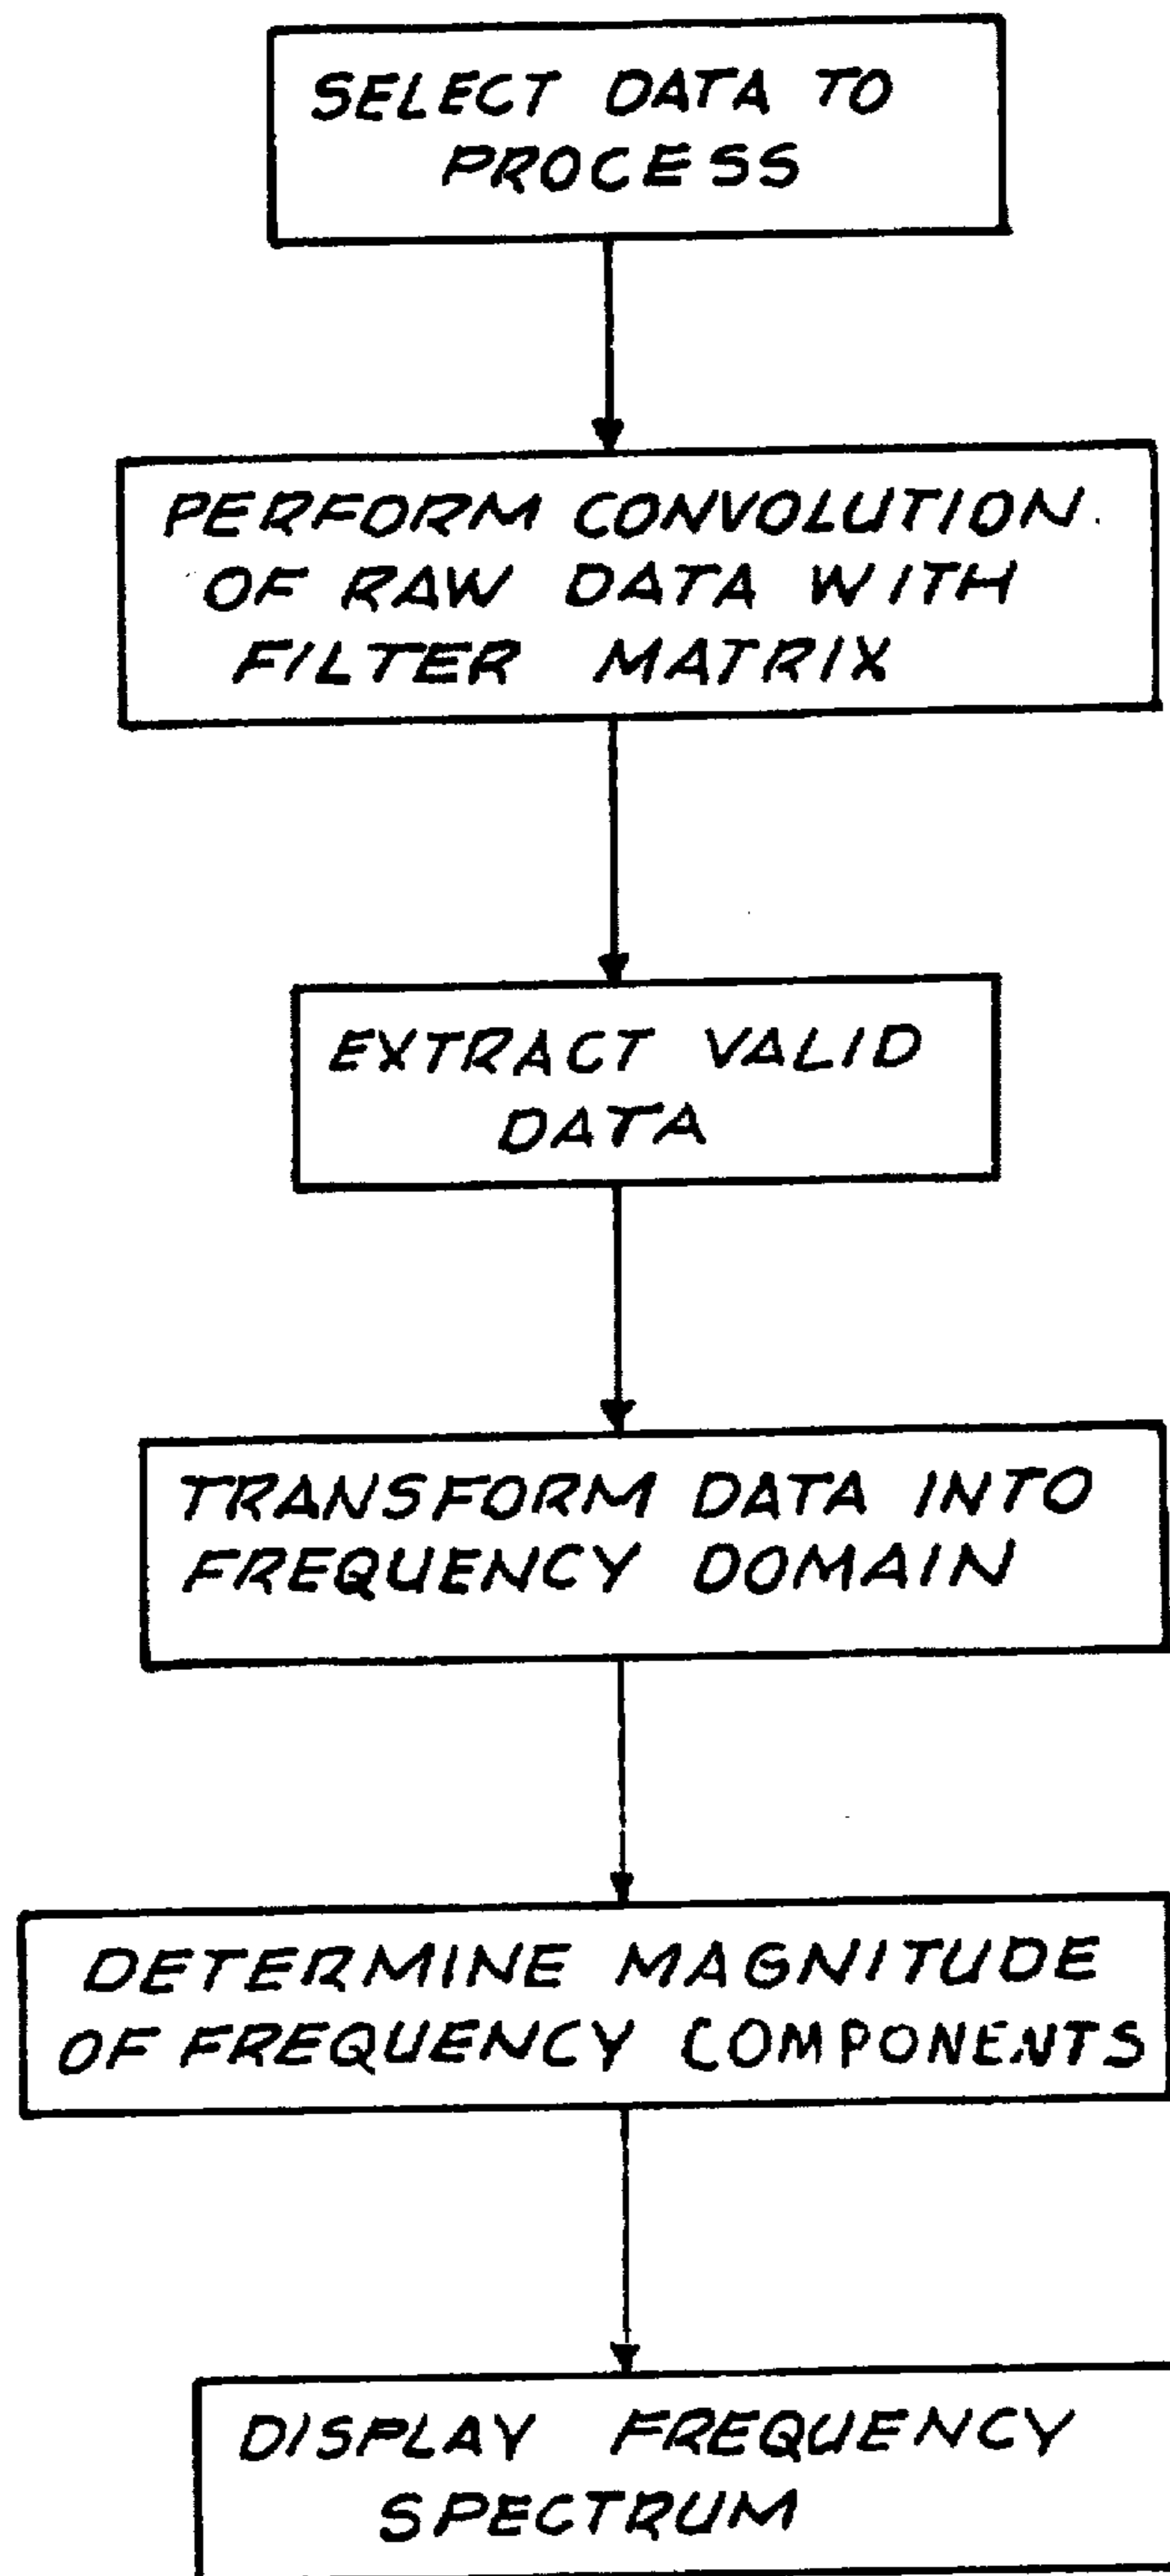 SELECT DATA TO
PROCESS
PERFORM CONVOLUTION
OF RAW DATA WITH
FILTER MATRIX
EXTRACT VALID
DATA
TRANSFORM DATA INTO
FREQUENCY DOMAIN
DETERMINE MAGNITUDE
OF FREQUENCY COMPONENTS
DISPLAY FREQUENCY
SPECTRUM